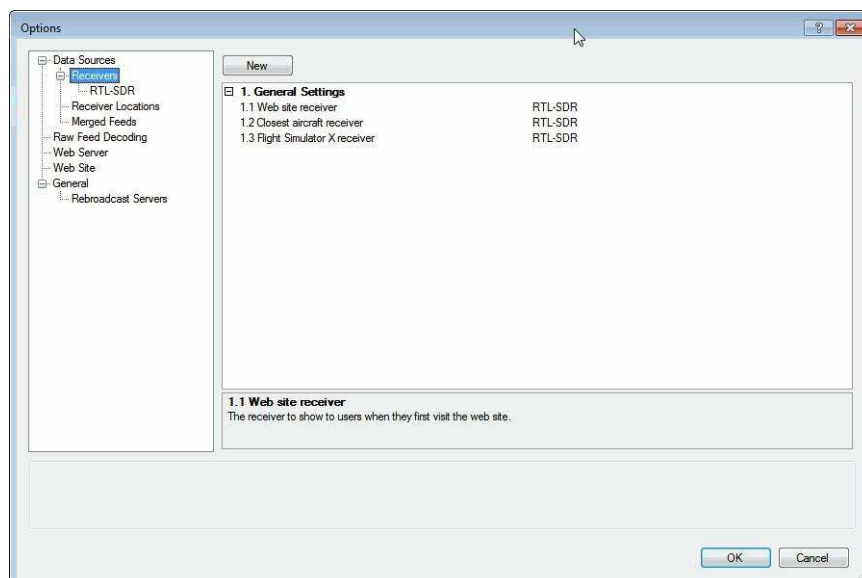 Options
Data Sources
Receivers
RTL-SDR
Receiver Locations
Merged Feeds
Raw Feed Decoding
Web Server
Web Site
General
Rebroadcast Servers
New
1. General Settings
1.1 Web site receiver RTL-SDR
1.2 Closest aircraft receiver RTL-SDR
1.3 Flight Simulator X receiver RTL-SDR
1.1 Web site receiver
The receiver to show to users when they first visit the web site.
OK Cancel